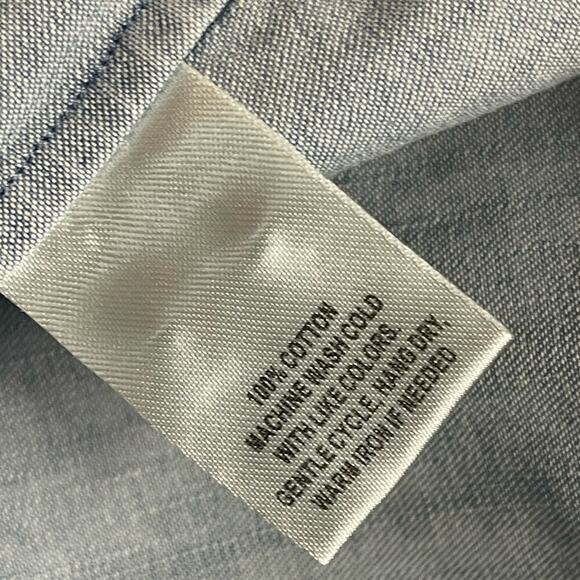 100% COTTON
MACHINE WASH COLD
WITH LIKE COLORS.
GENTLE CYCLE. HANG DRY,
WARM IRON IF NEEDED